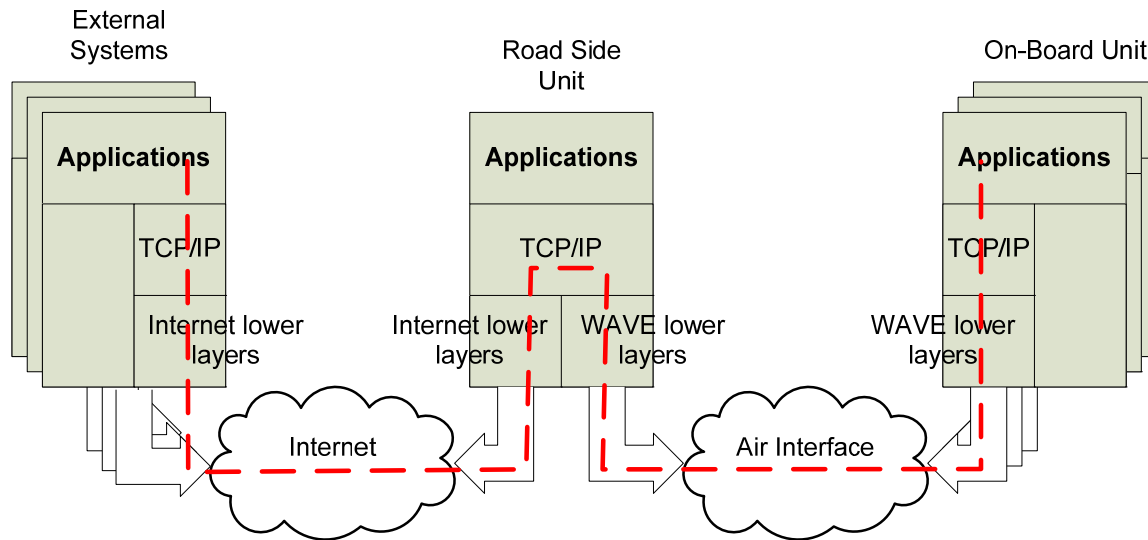 External
Systems
Road Side
Unit
On-Board Unit
Applications
Applications
Applications
TCP/IP
TCP/IP
TCP/IP
Internet lower
layers
Internet lower
layers
WAVE lower
layers
WAVE lower
layers
Internet
Air Interface